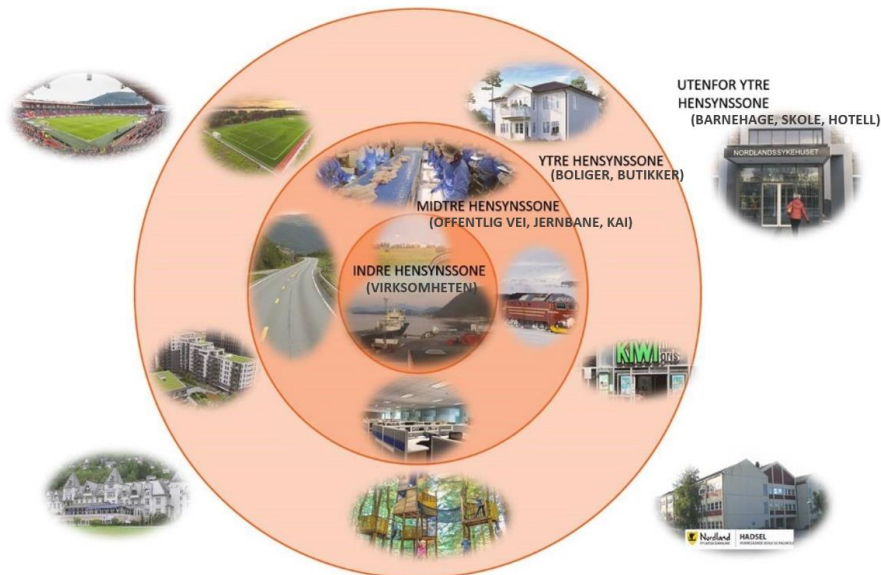 UTENFOR YTRE
HENSYNSSONE
(BARNEHAGE, SKOLE, HOTELL)
NORDLANDSSYKEHUSET
YTRE HENSYNSSONE
(BOLIGER, BUTIKKER)
MIDTRE HENSYNSSONE
(OFFENTLIG VEI, JERNBANE, KAI)
INDRE HENSYNSSONE
(VIRKSOMHETEN)
KIWI
Nordland
HADSEL